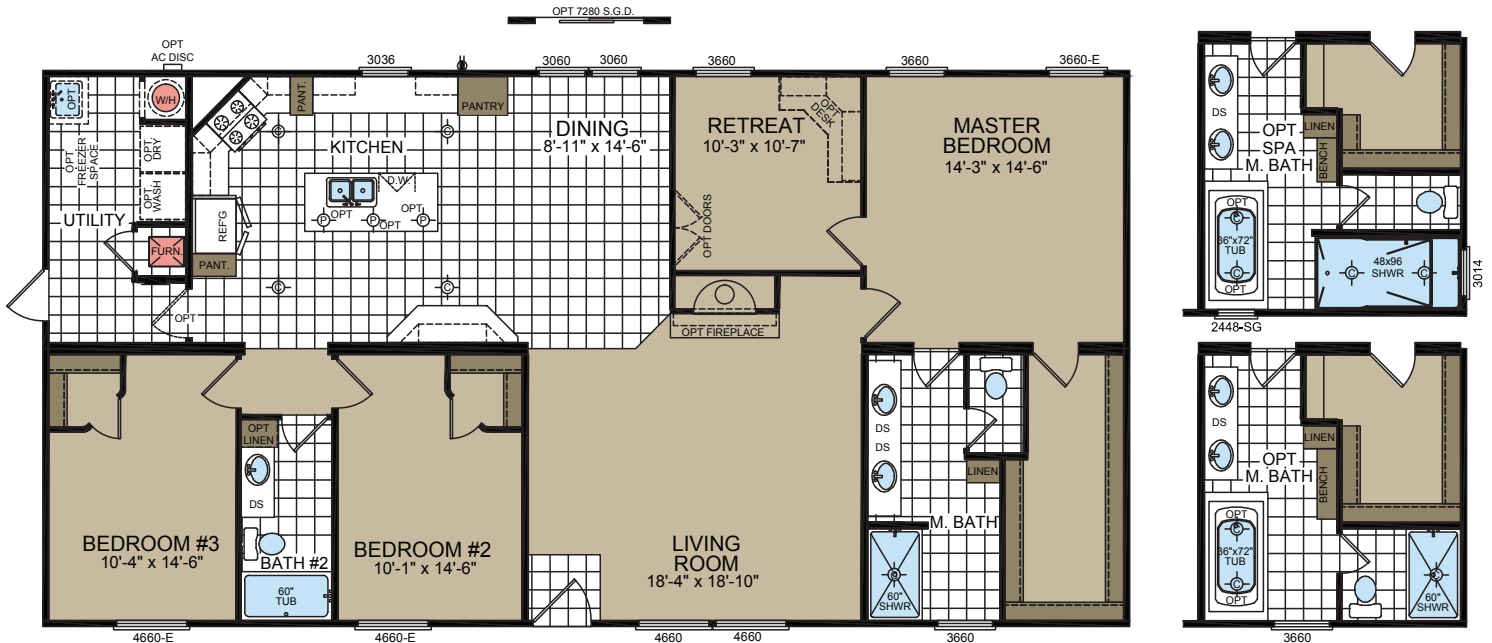 OPT 7280 S.G.D.
OPT
AC DISC
3036
3060
3060
3660
3660
3660-E
OPT
W/H
OPT
FREEZER
SPACE
OPT
DRY
OPT
WASH
UTILITY
FURN.
OPT
PANT.
C
C
KITCHEN
PANTRY
D.W.
OPT
OPT
OPT
P
P
P
REFG
PANT.
C
C
DINING
8'-11" x 14'-6"
RETREAT
10'-3" x 10'-7"
OPT
DESK
OPT DOORS
MASTER
BEDROOM
14'-3" x 14'-6"
OPT FIREPLACE
BEDROOM #3
10'-4" x 14'-6"
OPT
LINEN
DS
BATH #2
60"
TUB
BEDROOM #2
10'-1" x 14'-6"
LIVING
ROOM
18'-4" x 18'-10"
DS
DS
LINEN
M. BATH
60"
SHWR
4660-E
4660-E
4660
4660
3660
DS
OPT
SPA
M. BATH
LINEN
BENCH
OPT
C
36"x72"
TUB
C
OPT
48x96
SHWR
C
C
3014
2448-SG
DS
OPT
M. BATH
LINEN
BENCH
OPT
C
36"x72"
TUB
C
OPT
60"
SHWR
3660